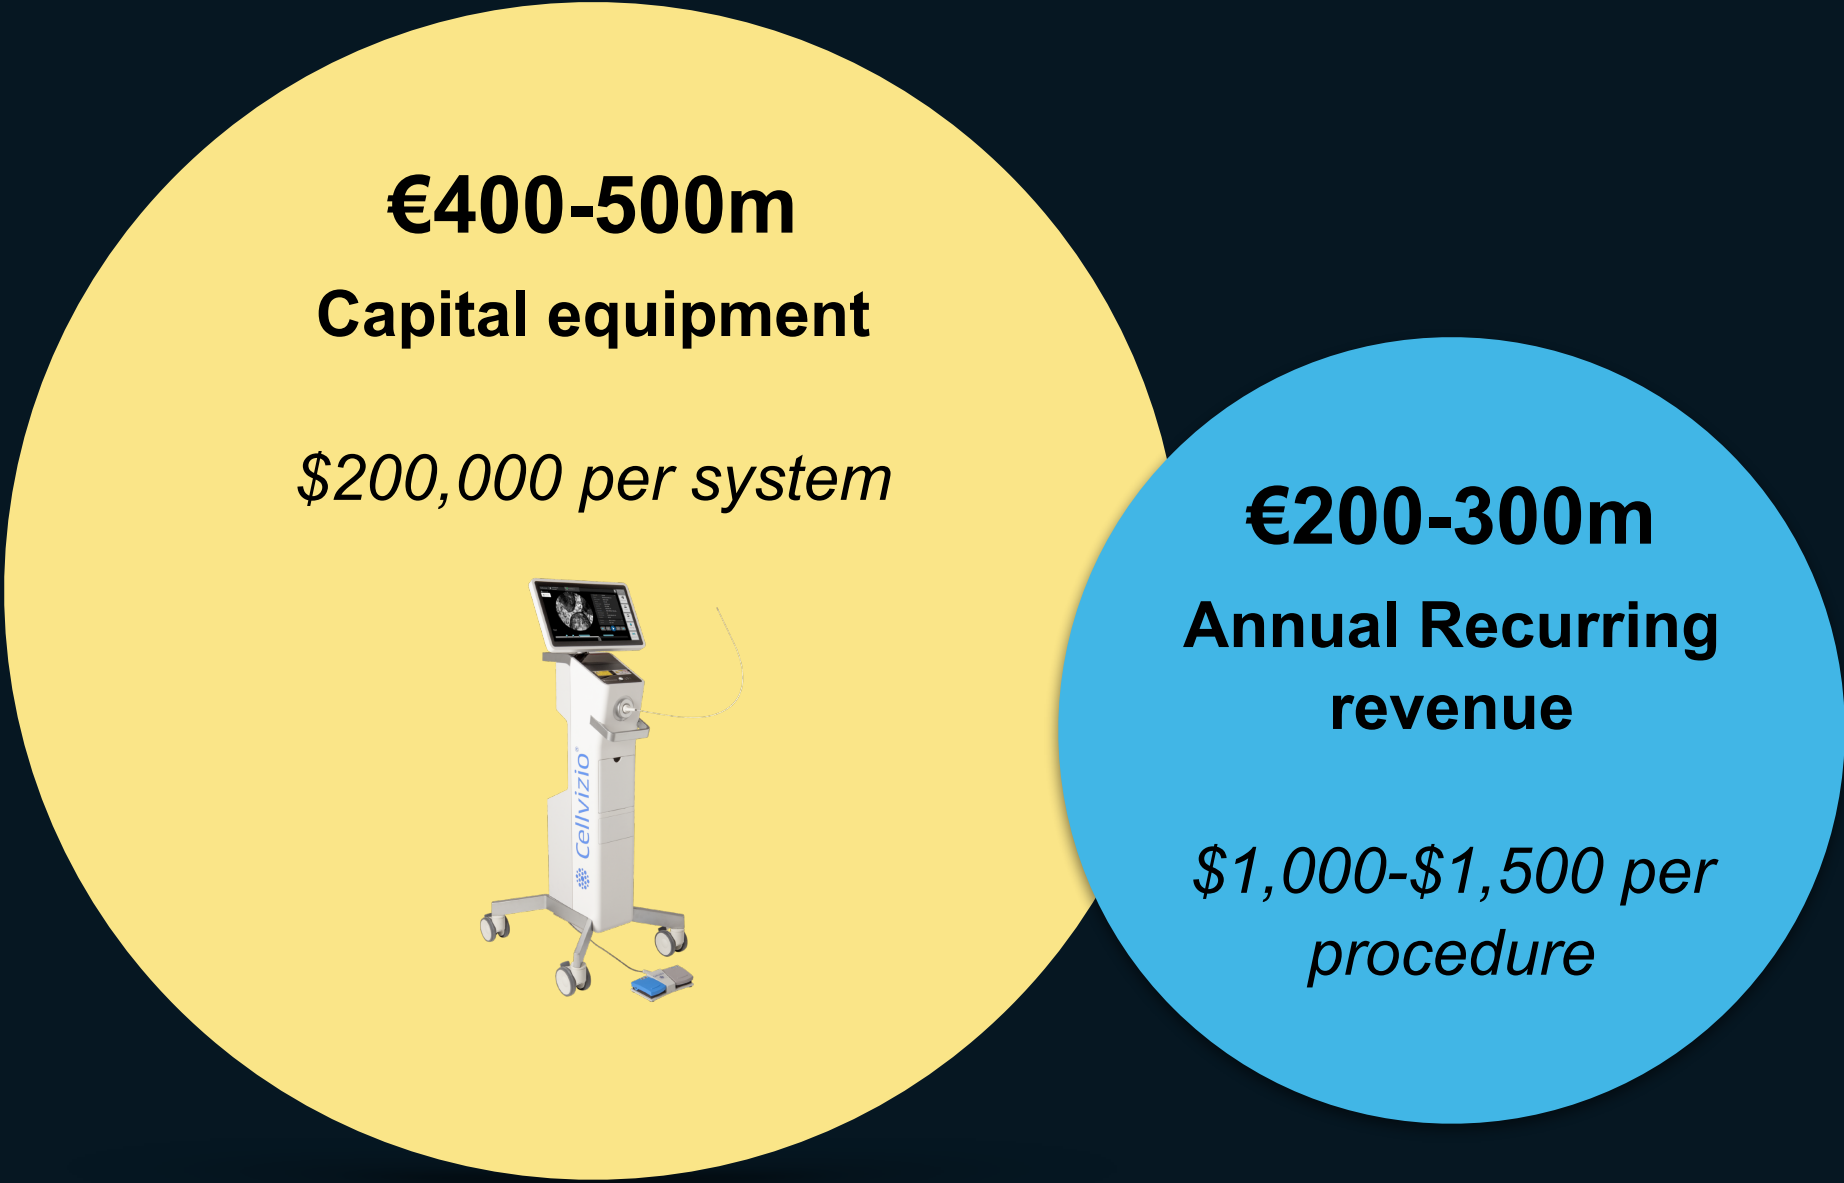 €400-500m
Capital equipment
$200,000 per system
Cellvizio®
€200-300m
Annual Recurring
revenue
$1,000-$1,500 per
procedure